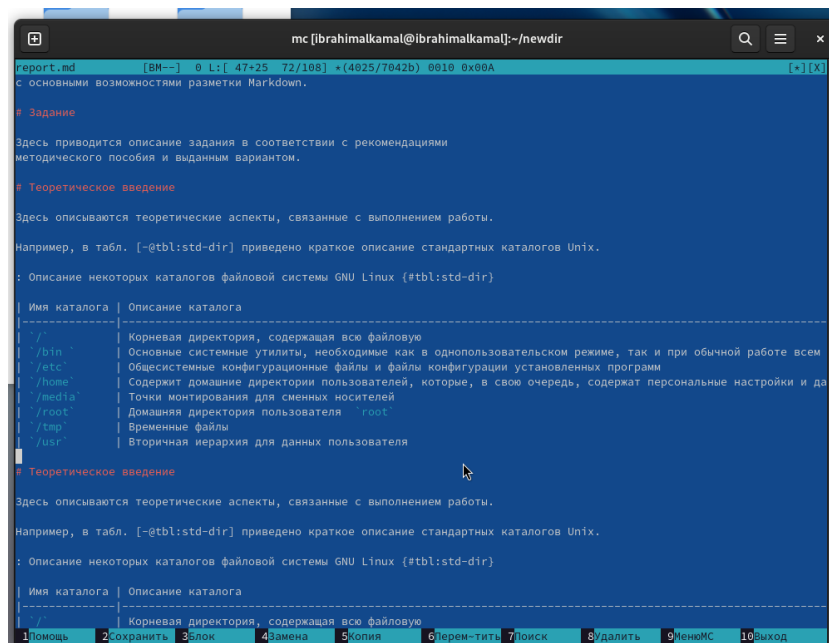 mc [ibrahimalkamal@ibrahimalkamal]:~/newdir
report.md [BM--] 0 L:[ 47+25 72/108] *(4025/7042b) 0010 0x00A [*][X]
с основными возможностями разметки Markdown.
# Задание
Здесь приводится описание задания в соответствии с рекомендациями
методического пособия и выданным вариантом.
# Теоретическое введение
Здесь описываются теоретические аспекты, связанные с выполнением работы.
Например, в табл. [-@tbl:std-dir] приведено краткое описание стандартных каталогов Unix.
: Описание некоторых каталогов файловой системы GNU Linux {#tbl:std-dir}
| Имя каталога | Описание каталога
|--------------|----------------------------------------------------------------------------------------------------------
| `/` | Корневая директория, содержащая всю файловую
| `/bin ` | Основные системные утилиты, необходимые как в однопользовательском режиме, так и при обычной работе всем
| `/etc` | Общесистемные конфигурационные файлы и файлы конфигурации установленных программ
| `/home` | Содержит домашние директории пользователей, которые, в свою очередь, содержат персональные настройки и да
| `/media` | Точки монтирования для сменных носителей
| `/root` | Домашняя директория пользователя `root`
| `/tmp` | Временные файлы
| `/usr` | Вторичная иерархия для данных пользователя
# Теоретическое введение
Здесь описываются теоретические аспекты, связанные с выполнением работы.
Например, в табл. [-@tbl:std-dir] приведено краткое описание стандартных каталогов Unix.
: Описание некоторых каталогов файловой системы GNU Linux {#tbl:std-dir}
| Имя каталога | Описание каталога
|--------------|----------------------------------------------------------------------------------------------------------
| `/` | Корневая директория, содержащая всю файловую
1Помощь 2Сохранить 3Блок 4Замена 5Копия 6Перем~тить 7Поиск 8Удалить 9МенюМС 10Выход